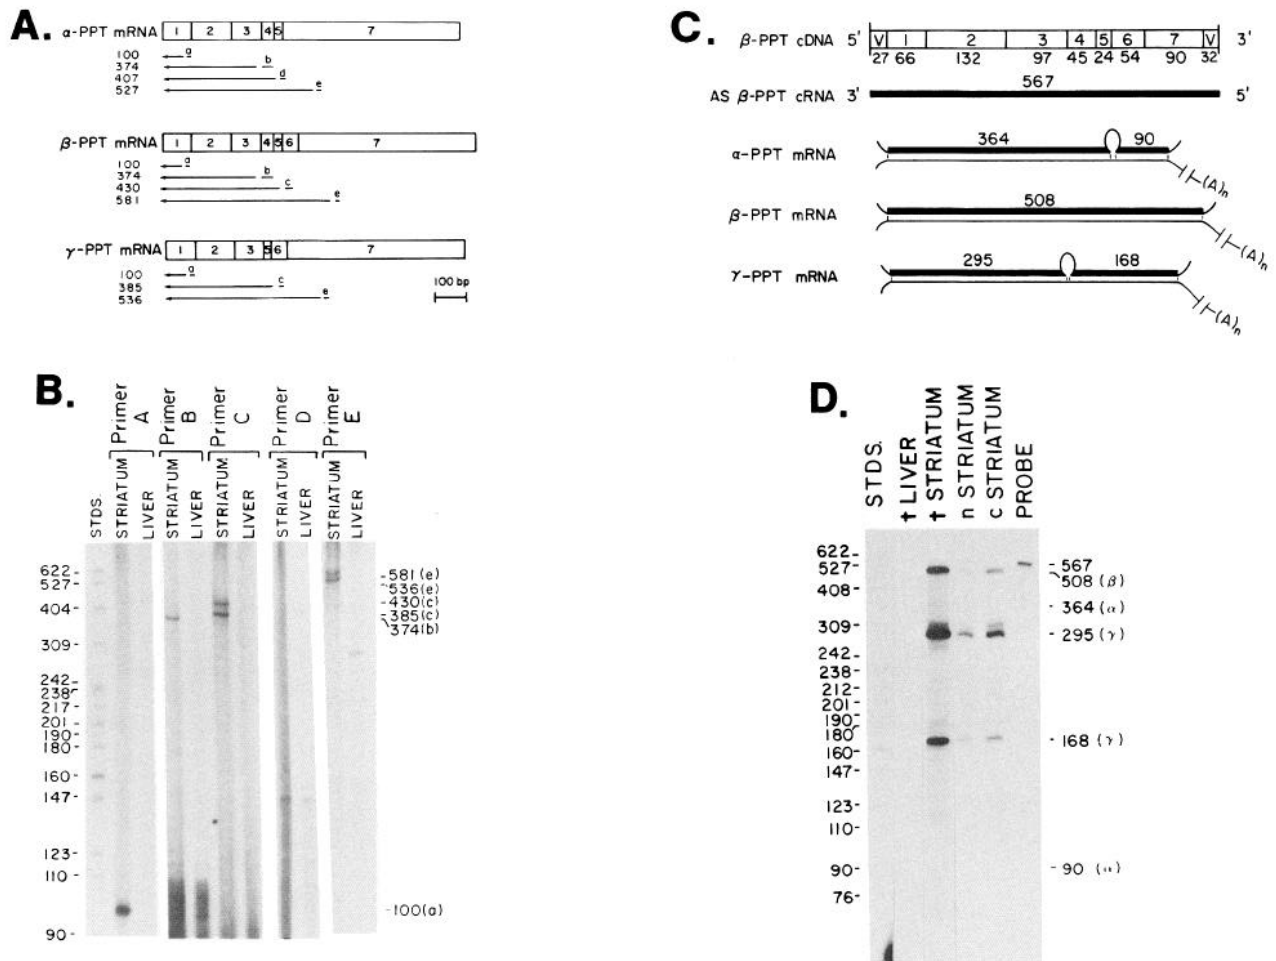 A.
α-PPT mRNA 1 2 3 4 5 7
100 a
374 b
407 d
527 e
β-PPT mRNA 1 2 3 4 5 6 7
100 a
374 b
430 c
581 e
γ-PPT mRNA 1 2 3 5 6 7
100 a
385 c
536 e
100 bp
C.
β-PPT cDNA 5' V 1 2 3 4 5 6 7 V 3'
27 66 132 97 45 24 54 90 32
567
AS β-PPT cRNA 3' 5'
α-PPT mRNA 364 90
(A)n
β-PPT mRNA 508
(A)n
γ-PPT mRNA 295 168
(A)n
B.
Primer A
Primer B
Primer C
Primer D
Primer E
STDS.
STRIATUM
LIVER
STRIATUM
LIVER
STRIATUM
LIVER
STRIATUM
LIVER
STRIATUM
LIVER
622-
527-
404-
309-
242-
238-
217-
201-
190-
180-
160-
147-
123-
110-
90-
-581(e)
536(e)
-430(c)
-385(c)
374(b)
-100(a)
D.
STDS.
† LIVER
† STRIATUM
n STRIATUM
c STRIATUM
PROBE
622-
527-
408-
309-
242-
238-
212-
201-
190-
180-
160-
147-
123-
110-
90-
76-
- 567
508 (β)
- 364 (α)
- 295 (γ)
- 168 (γ)
- 90 (α)